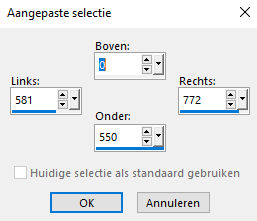 Aangepaste selectie
Boven:
0
Links:
581
Rechts:
772
Onder:
550
Huidige selectie als standaard gebruiken
OK
Annuleren